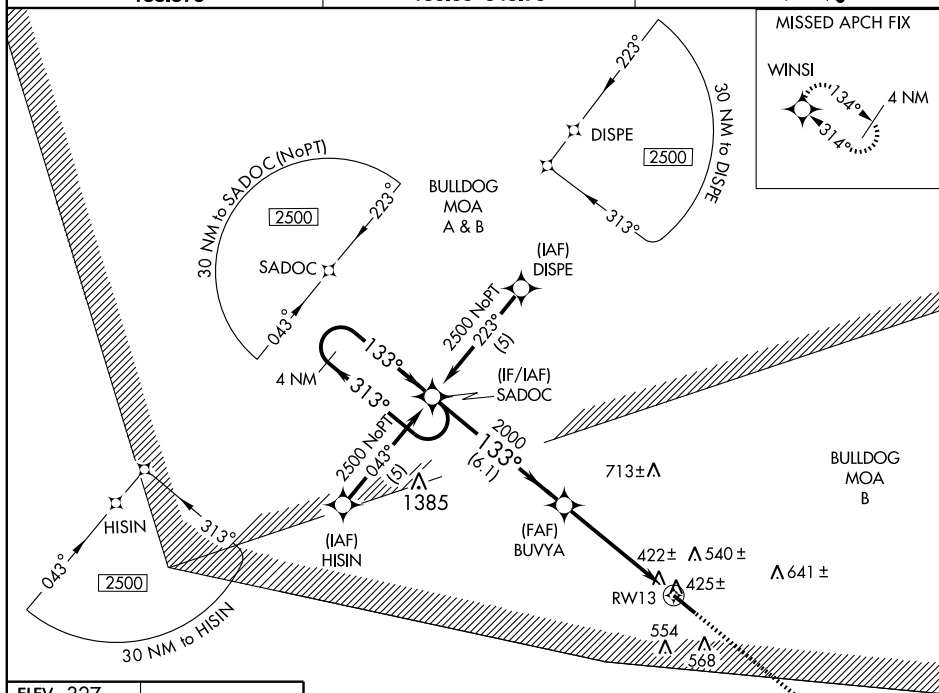 MISSED APCH FIX
WINSI
134°
4 NM
314°
223°
DISPE
2500
313°
30 NM to DISPE
30 NM to SADOC (NoPT)
2500
223°
SADOC
043°
BULLDOG
MOA
A & B
(IAF)
DISPE
2500 NoPT
223°
(5)
133°
4 NM
313°
(IF/IAF)
SADOC
2500 NoPT
043°
(5)
1385
2000
133°
(6.1)
713±
BULLDOG
MOA
B
HISIN
313°
043°
2500
30 NM to HISIN
(IAF)
HISIN
(FAF)
BUVYA
422±
540±
641±
RW13
425±
554
568